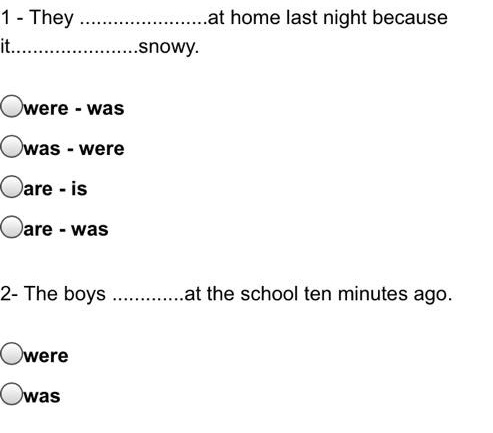 1 - They .......................at home last night because
it.......................snowy.
were - was
was - were
are - is
are - was
2- The boys .............at the school ten minutes ago.
were
was